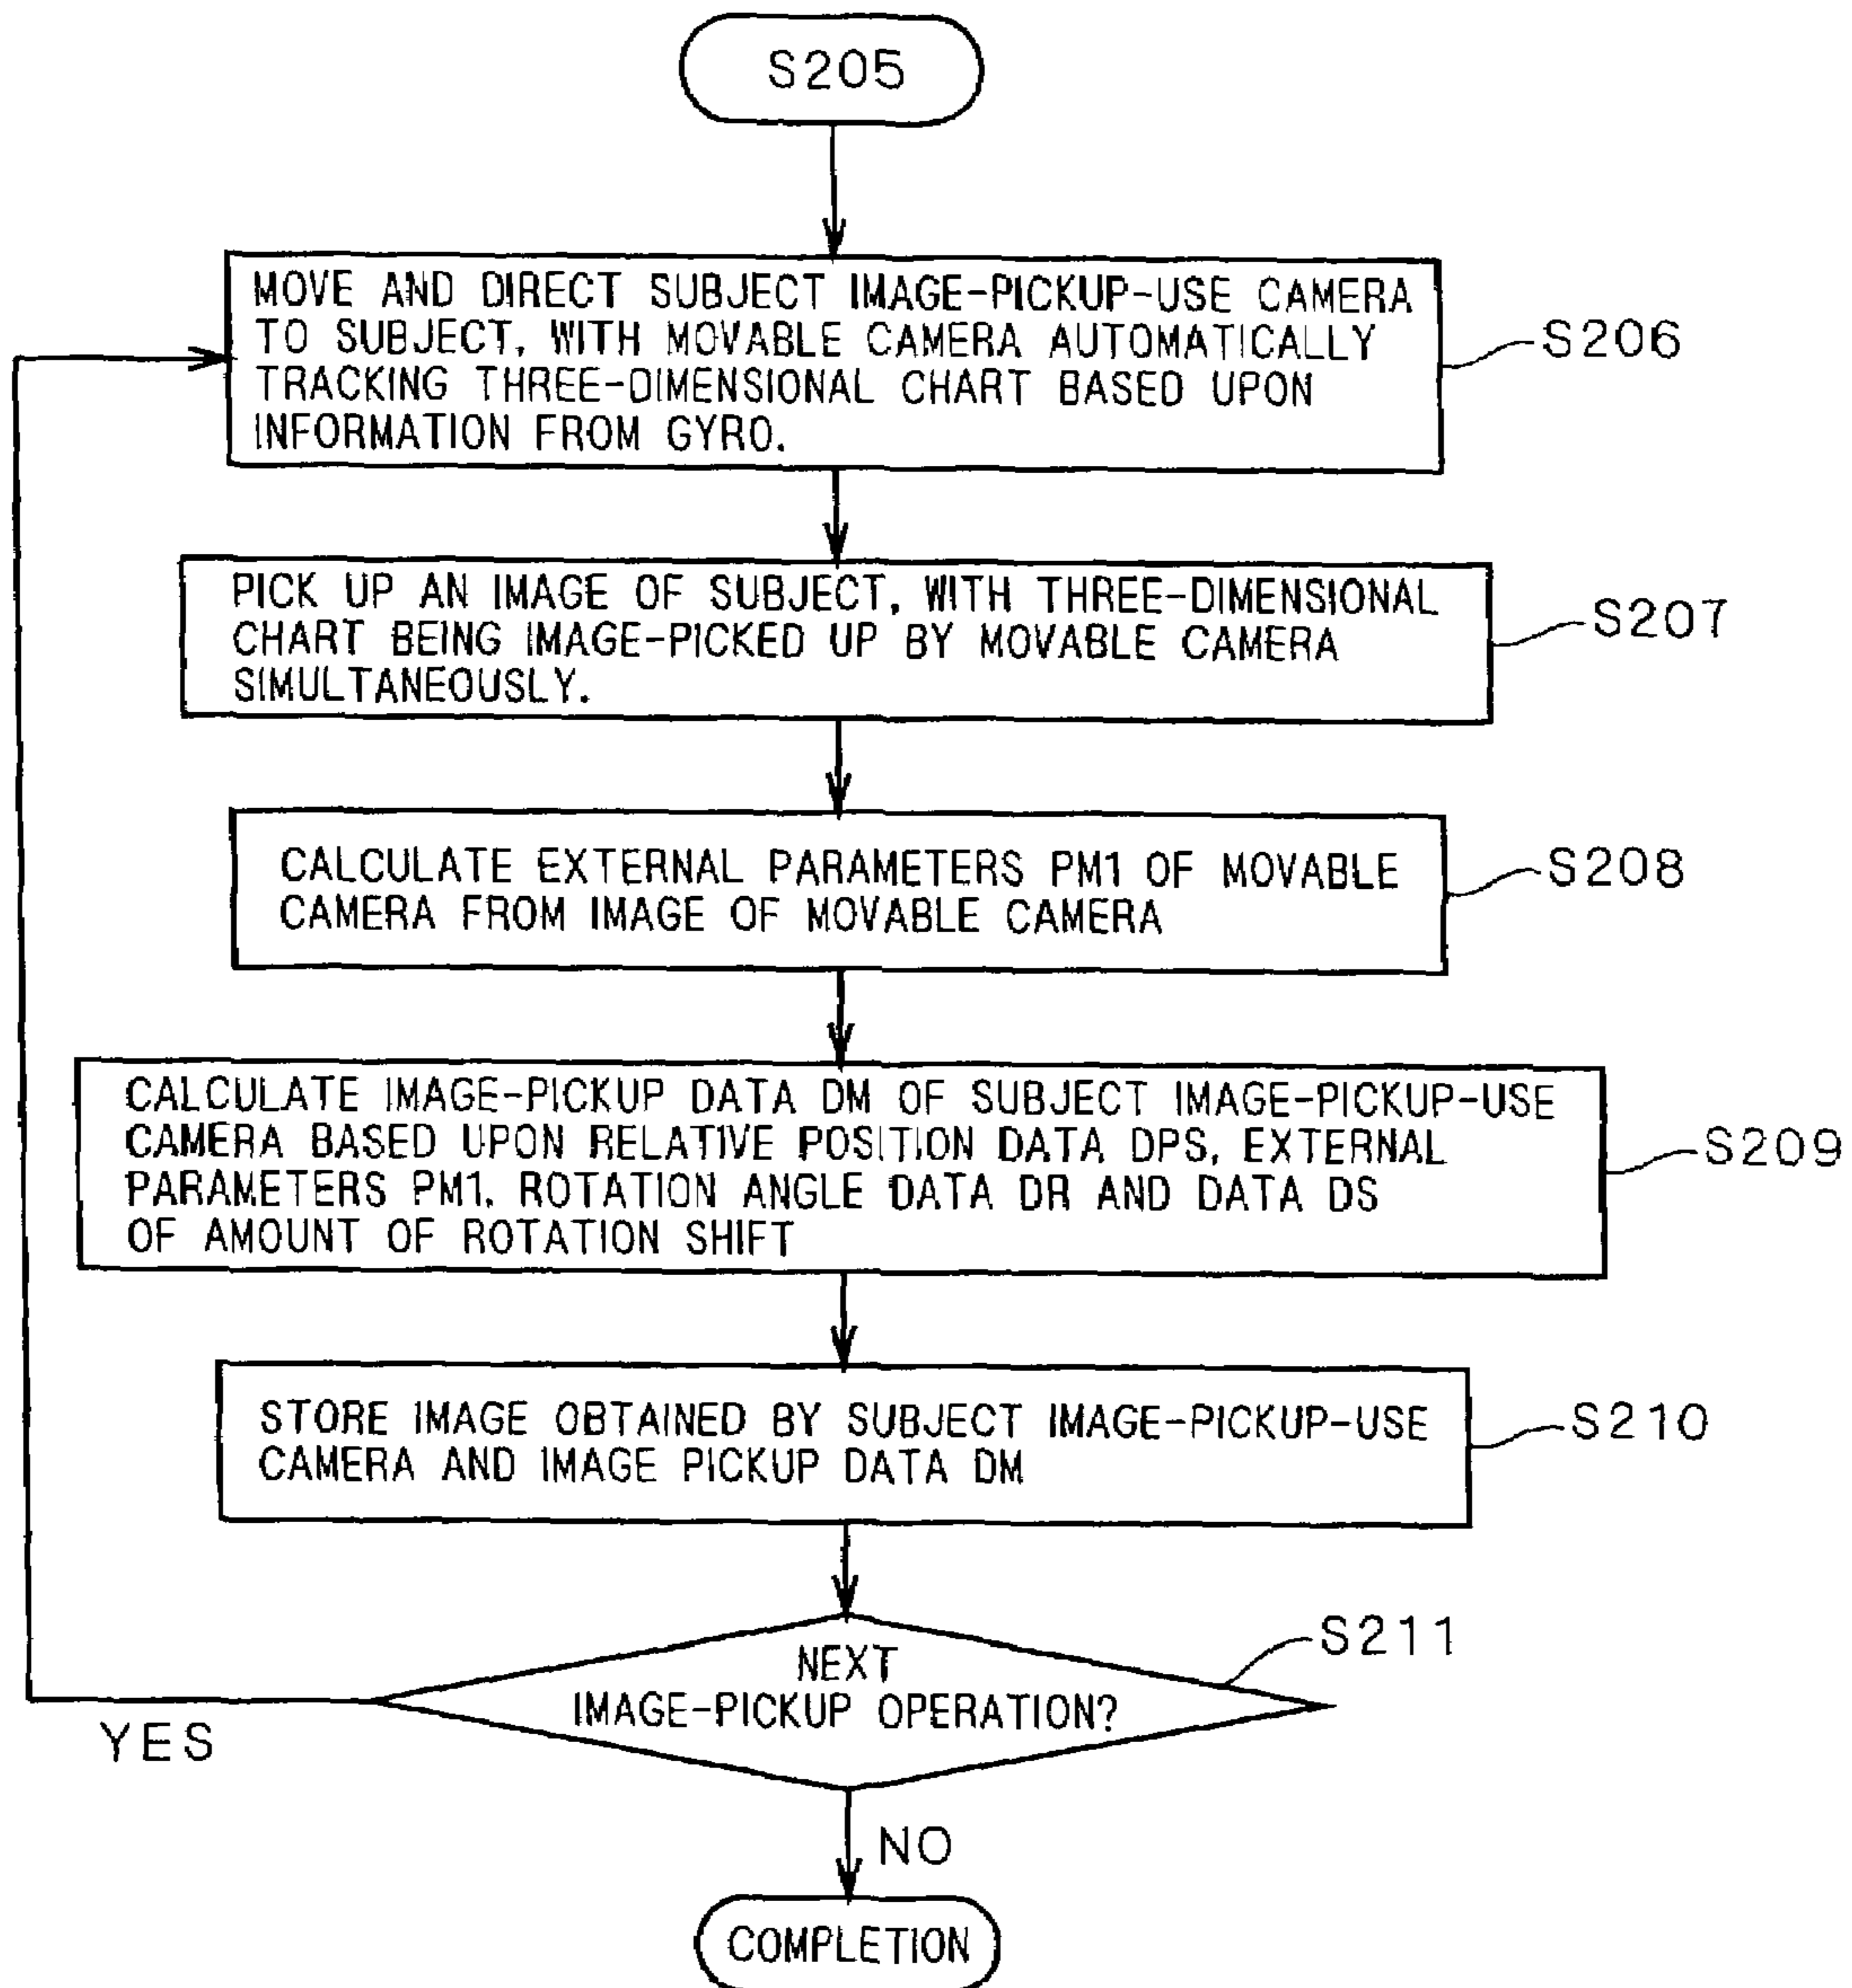 S205
MOVE AND DIRECT SUBJECT IMAGE-PICKUP-USE CAMERA
TO SUBJECT, WITH MOVABLE CAMERA AUTOMATICALLY
TRACKING THREE-DIMENSIONAL CHART BASED UPON
INFORMATION FROM GYRO.
S206
PICK UP AN IMAGE OF SUBJECT, WITH THREE-DIMENSIONAL
CHART BEING IMAGE-PICKED UP BY MOVABLE CAMERA
SIMULTANEOUSLY.
S207
CALCULATE EXTERNAL PARAMETERS PM1 OF MOVABLE
CAMERA FROM IMAGE OF MOVABLE CAMERA
S208
CALCULATE IMAGE-PICKUP DATA DM OF SUBJECT IMAGE-PICKUP-USE
CAMERA BASED UPON RELATIVE POSITION DATA DPS, EXTERNAL
PARAMETERS PM1, ROTATION ANGLE DATA DR AND DATA DS
OF AMOUNT OF ROTATION SHIFT
S209
STORE IMAGE OBTAINED BY SUBJECT IMAGE-PICKUP-USE
CAMERA AND IMAGE PICKUP DATA DM
S210
NEXT
IMAGE-PICKUP OPERATION?
S211
YES
NO
COMPLETION